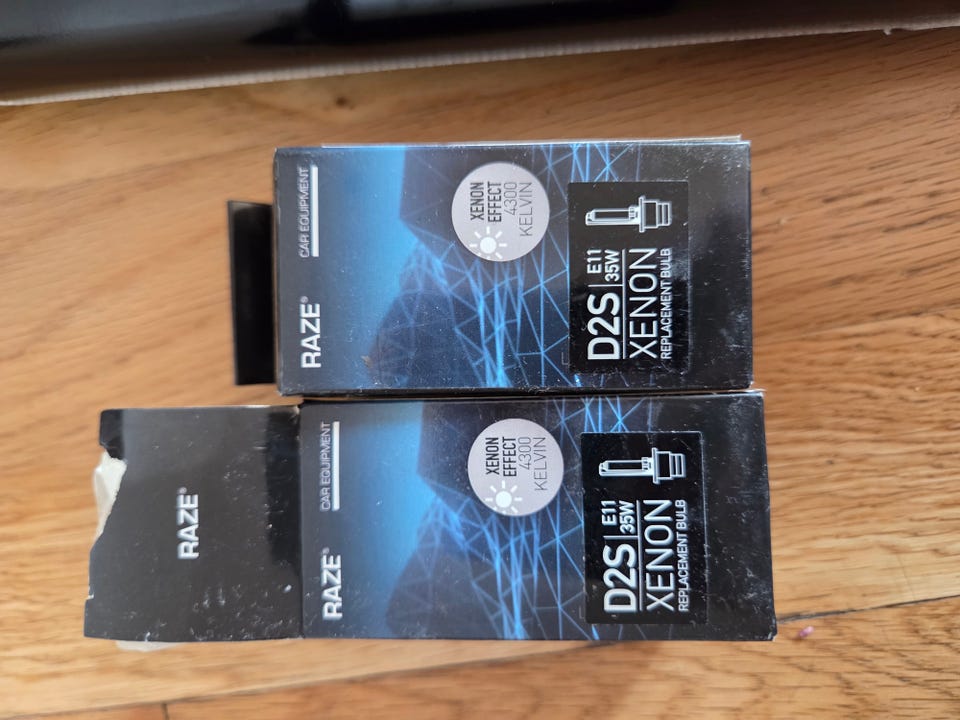 RAZE®
CAR EQUIPMENT
XENON
EFFECT
4300
KELVIN
D2S E11
35W
XENON
REPLACEMENT BULB
RAZE®
RAZE®
CAR EQUIPMENT
XENON
EFFECT
4300
KELVIN
D2S E11
35W
XENON
REPLACEMENT BULB